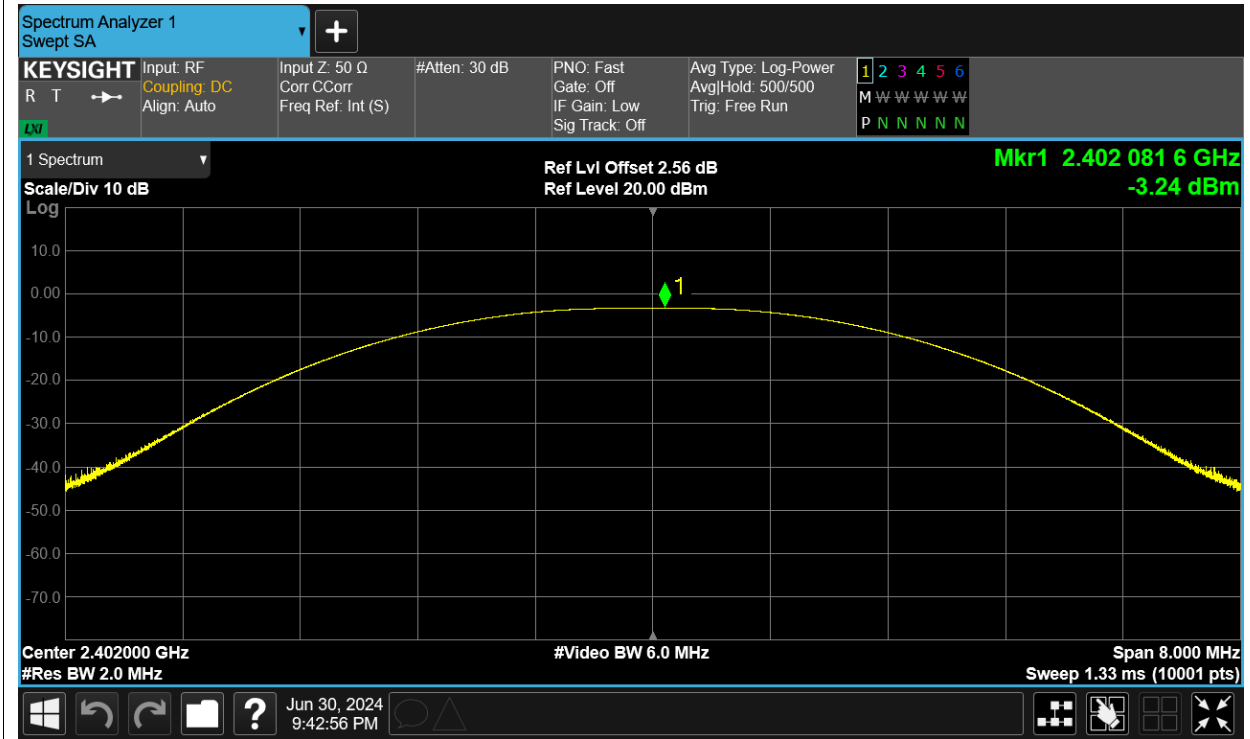 Spectrum Analyzer 1
Swept SA
+
KEYSIGHT
R T
LXI
Input: RF
Coupling: DC
Align: Auto
Input Z: 50 Ω
Corr CCorr
Freq Ref: Int (S)
#Atten: 30 dB
PNO: Fast
Gate: Off
IF Gain: Low
Sig Track: Off
Avg Type: Log-Power
Avg|Hold: 500/500
Trig: Free Run
1 2 3 4 5 6
M W W W W W W
P N N N N N N
1 Spectrum
Scale/Div 10 dB
Log
Ref Lvl Offset 2.56 dB
Ref Level 20.00 dBm
Mkr1 2.402 081 6 GHz
-3.24 dBm
10.0
0.00
1
-10.0
-20.0
-30.0
-40.0
-50.0
-60.0
-70.0
Center 2.402000 GHz
#Res BW 2.0 MHz
#Video BW 6.0 MHz
Span 8.000 MHz
Sweep 1.33 ms (10001 pts)
?
Jun 30, 2024
9:42:56 PM